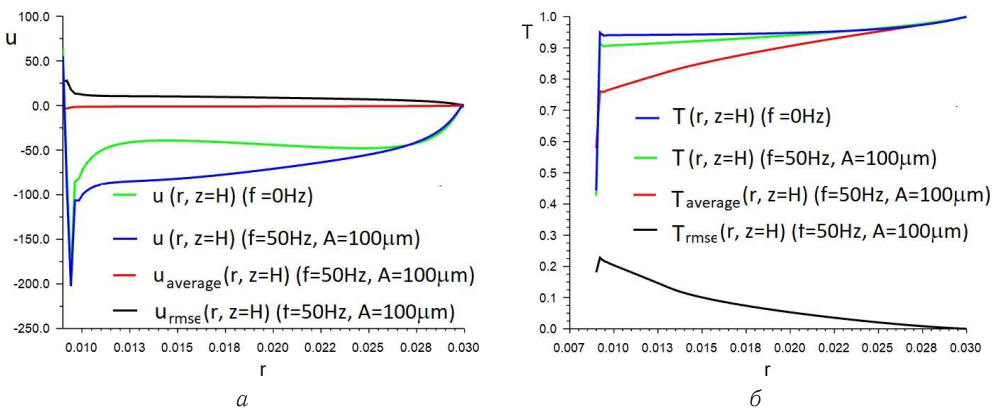 100.0
50.0
0.0
-50.0
-100.0
-150.0
-200.0
-250.0
u
u (r, z=H) (f =0Hz)
u (r, z=H) (f=50Hz, A=100μm)
u average (r, z=H) (f=50Hz, A=100μm)
u rmse (r, z=H) (f=50Hz, A=100μm)
0.010 0.013 0.015 0.018 0.020 0.022 0.025 0.028 0.030
r
а
1.0
0.9
0.8
0.7
0.6
0.5
0.4
0.3
0.2
0.1
0.0
T
T (r, z=H) (f =0Hz)
T (r, z=H) (f=50Hz, A=100μm)
T average (r, z=H) (f=50Hz, A=100μm)
T rmse (r, z=H) (f=50Hz, A=100μm)
0.007 0.010 0.013 0.015 0.018 0.020 0.022 0.025 0.028 0.030
r
б